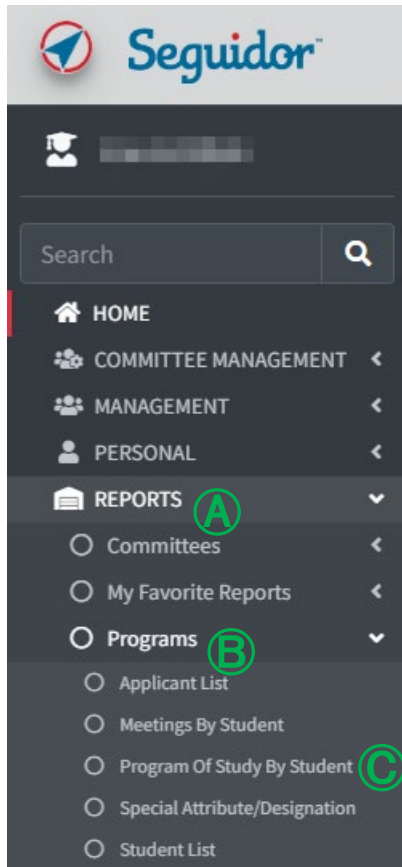 Seguidor™
Search
HOME
COMMITTEE MANAGEMENT
MANAGEMENT
PERSONAL
REPORTS Ⓐ
Committees
My Favorite Reports
Programs Ⓑ
Applicant List
Meetings By Student
Program Of Study By Student Ⓒ
Special Attribute/Designation
Student List